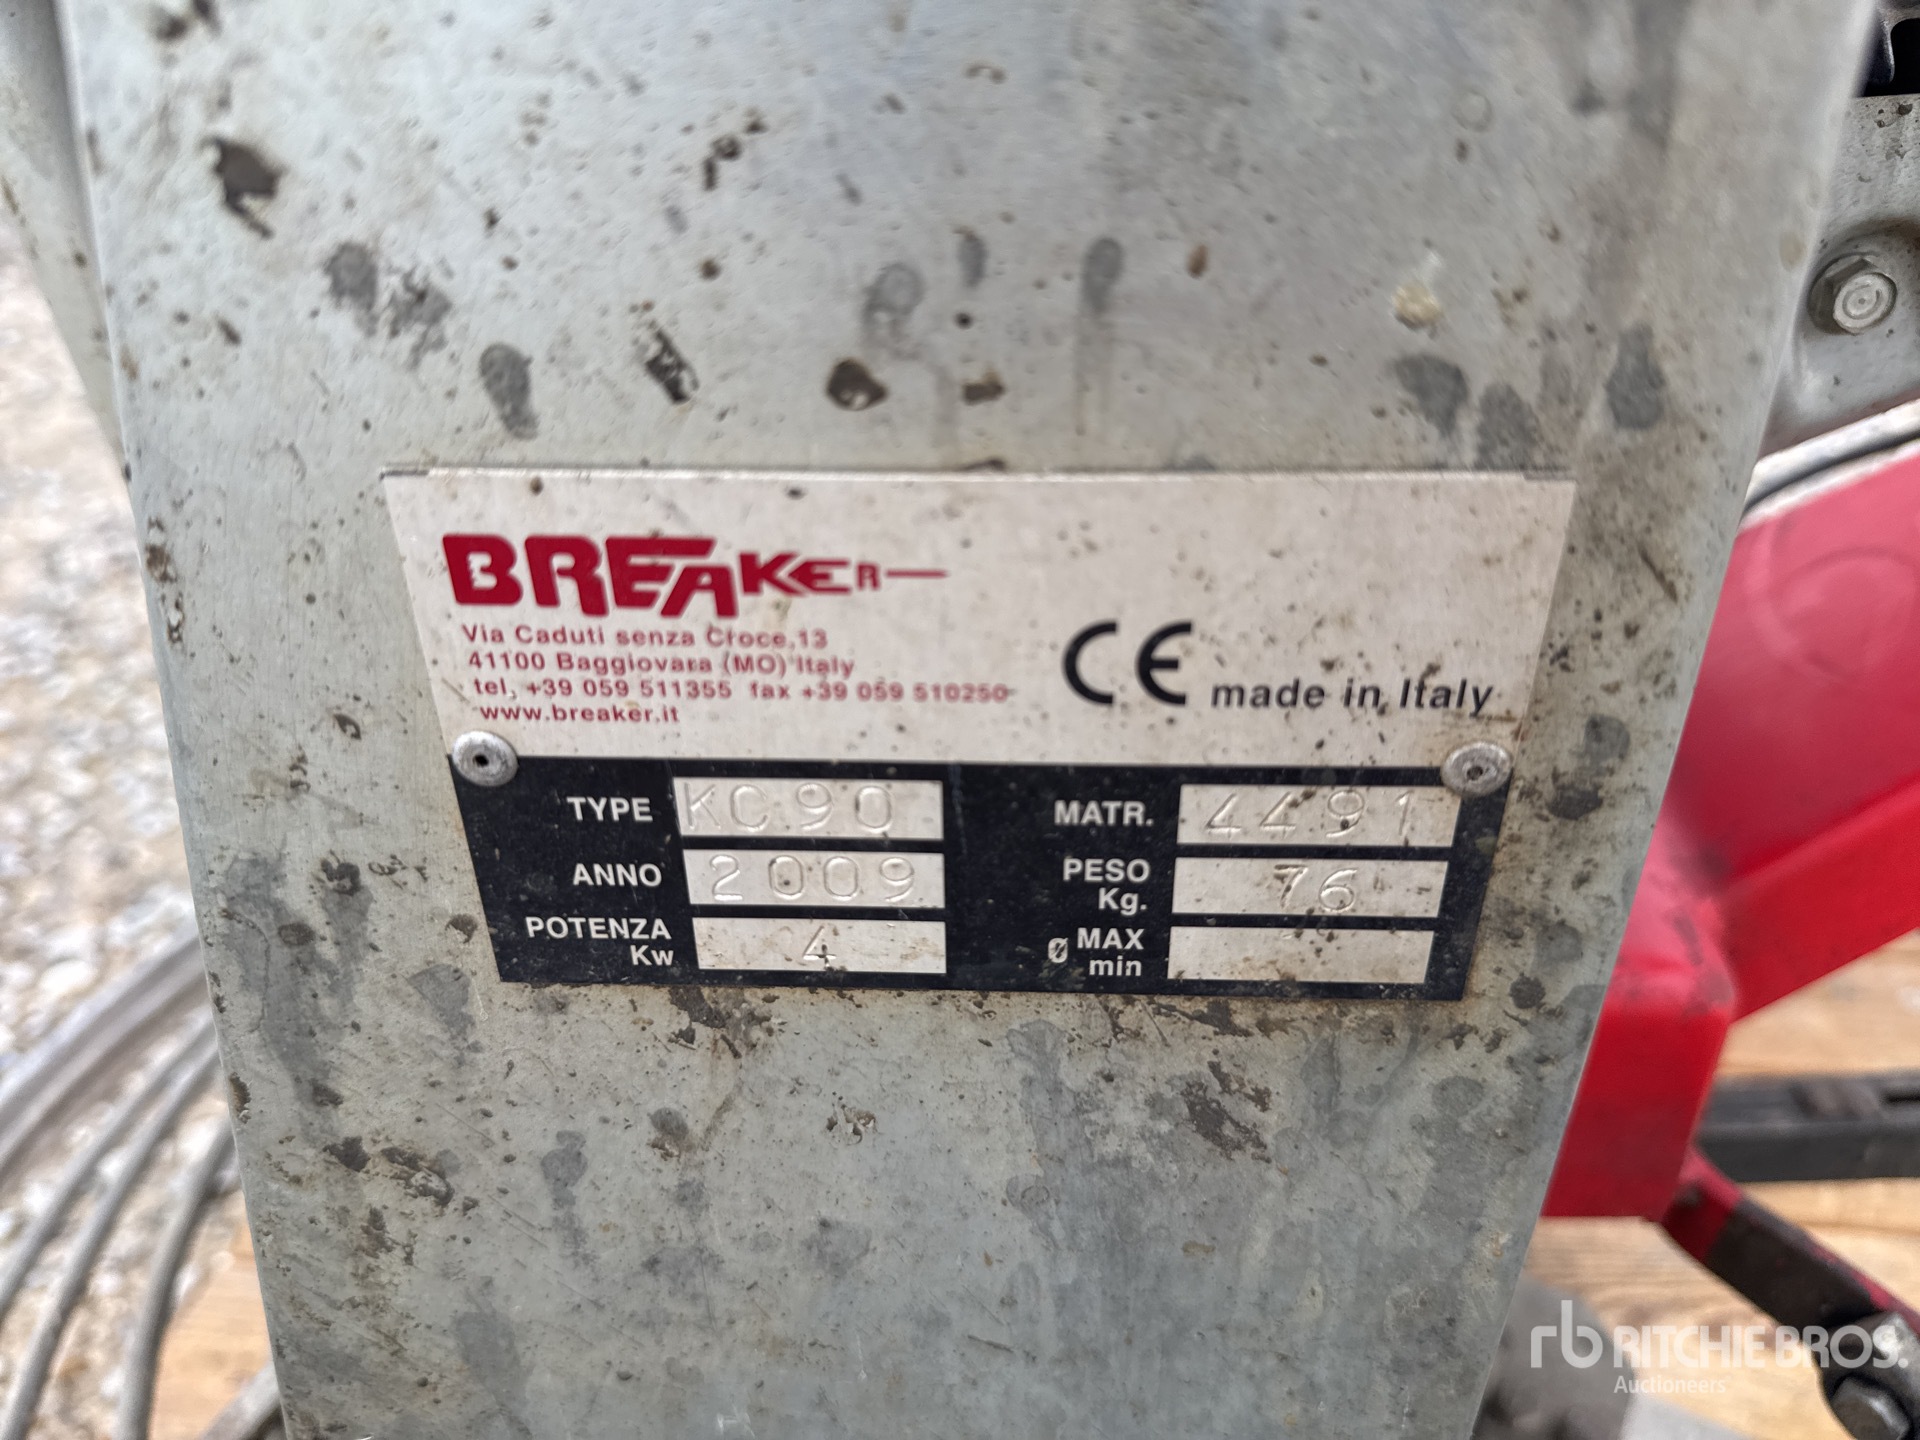 BREAKER
Via Caduti senza Croce,13
41100 Baggiovara (MO) Italy
tel. +39 059 511355 fax +39 059 510250
www.breaker.it
CE made in Italy
TYPE KC90 MATR. 4491
ANNO 2009 PESO Kg. 76
POTENZA Kw 4 Ø MAX min
rb RITCHIE BROS.
Auctioneers